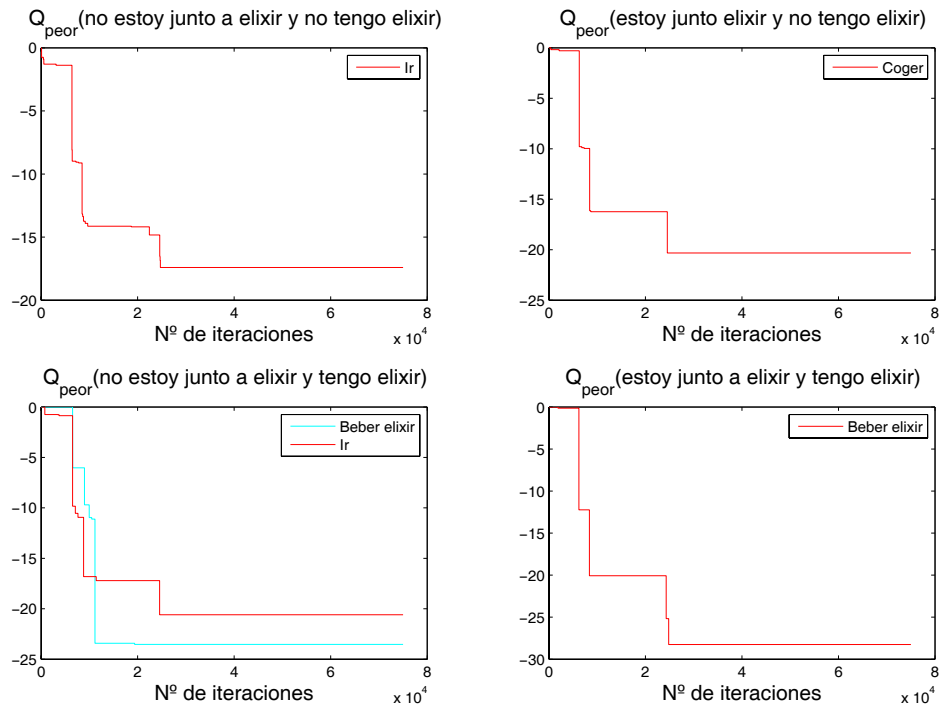 Q_peor(no estoy junto a elixir y no tengo elixir)
0
−5
−10
−15
−20
Ir
0 2 4 6 8
x 10^4
Nº de iteraciones
Q_peor(estoy junto elixir y no tengo elixir)
0
−5
−10
−15
−20
−25
Coger
0 2 4 6 8
x 10^4
Nº de iteraciones
Q_peor(no estoy junto a elixir y tengo elixir)
0
−5
−10
−15
−20
−25
Beber elixir
Ir
0 2 4 6 8
x 10^4
Nº de iteraciones
Q_peor(estoy junto a elixir y tengo elixir)
0
−5
−10
−15
−20
−25
−30
Beber elixir
0 2 4 6 8
x 10^4
Nº de iteraciones